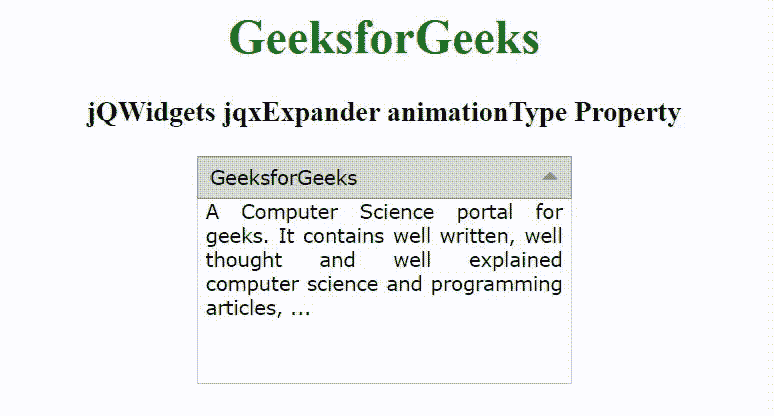 GeeksforGeeks
jQWidgets jqxExpander animationType Property
GeeksforGeeks
A Computer Science portal for
geeks. It contains well written, well
thought and well explained
computer science and programming
articles, ...